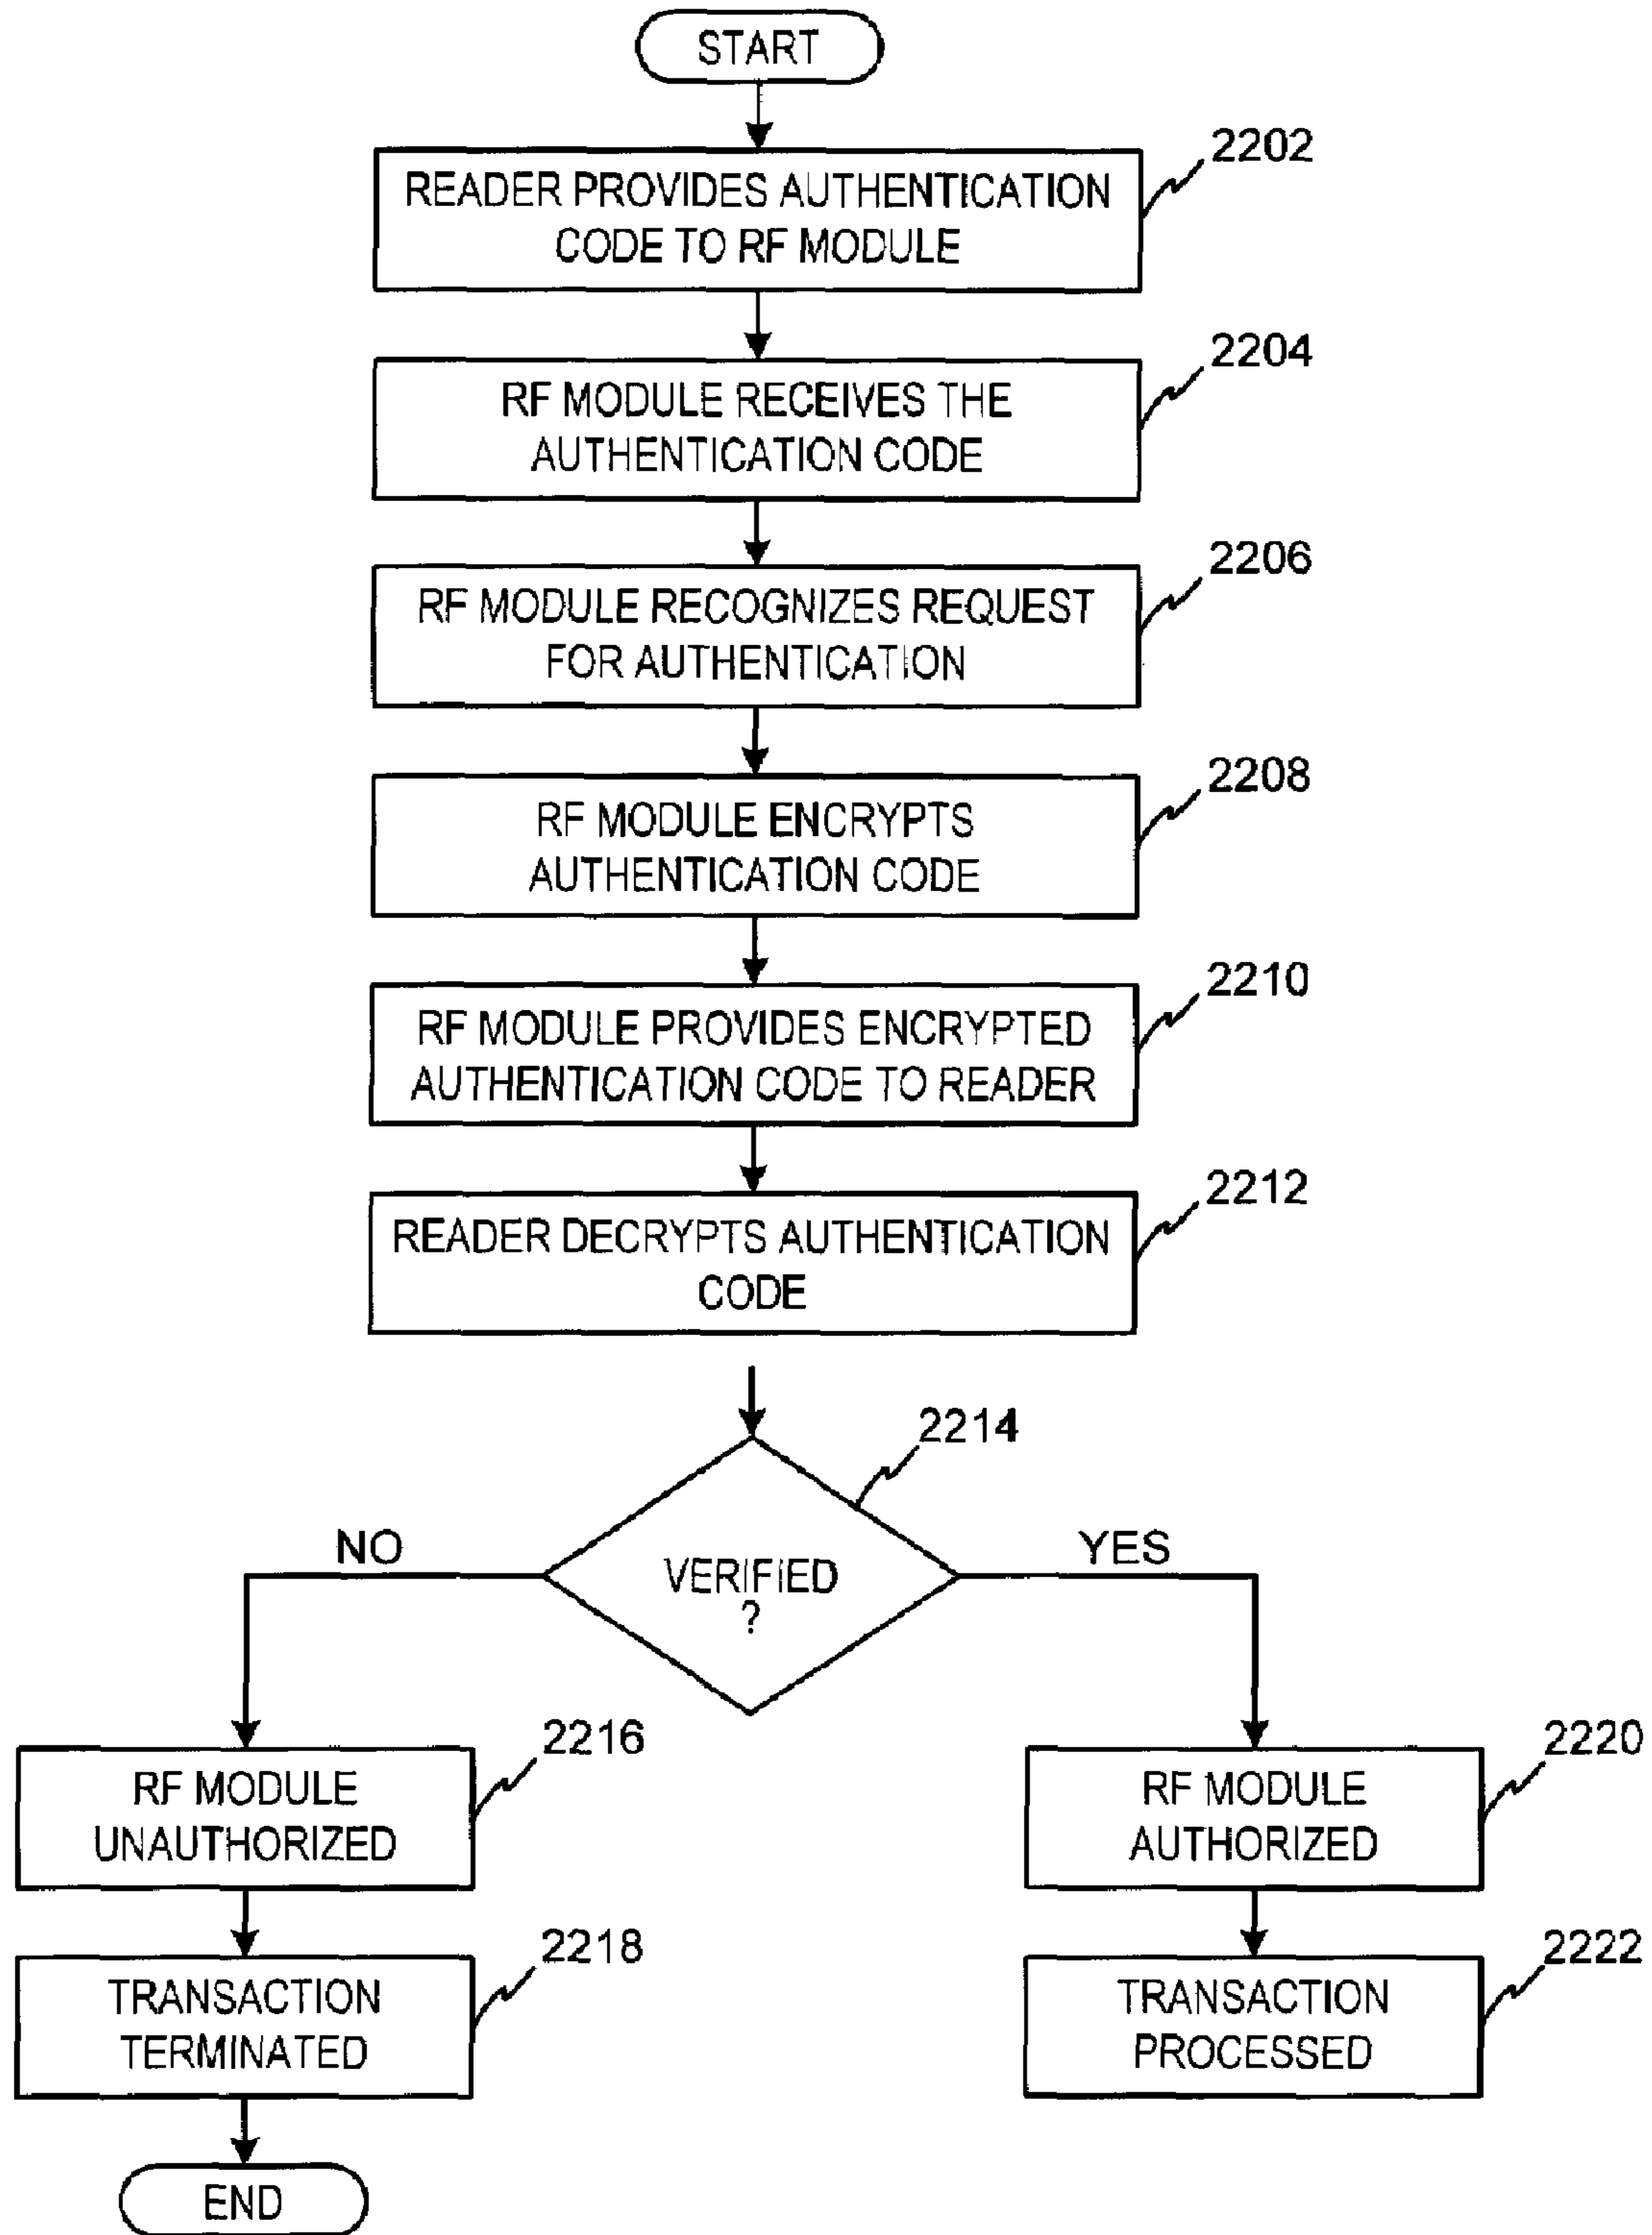 START
2202
READER PROVIDES AUTHENTICATION
CODE TO RF MODULE
2204
RF MODULE RECEIVES THE
AUTHENTICATION CODE
2206
RF MODULE RECOGNIZES REQUEST
FOR AUTHENTICATION
2208
RF MODULE ENCRYPTS
AUTHENTICATION CODE
2210
RF MODULE PROVIDES ENCRYPTED
AUTHENTICATION CODE TO READER
2212
READER DECRYPTS AUTHENTICATION
CODE
2214
NO
YES
VERIFIED
?
2216
RF MODULE
UNAUTHORIZED
2220
RF MODULE
AUTHORIZED
2218
TRANSACTION
TERMINATED
2222
TRANSACTION
PROCESSED
END